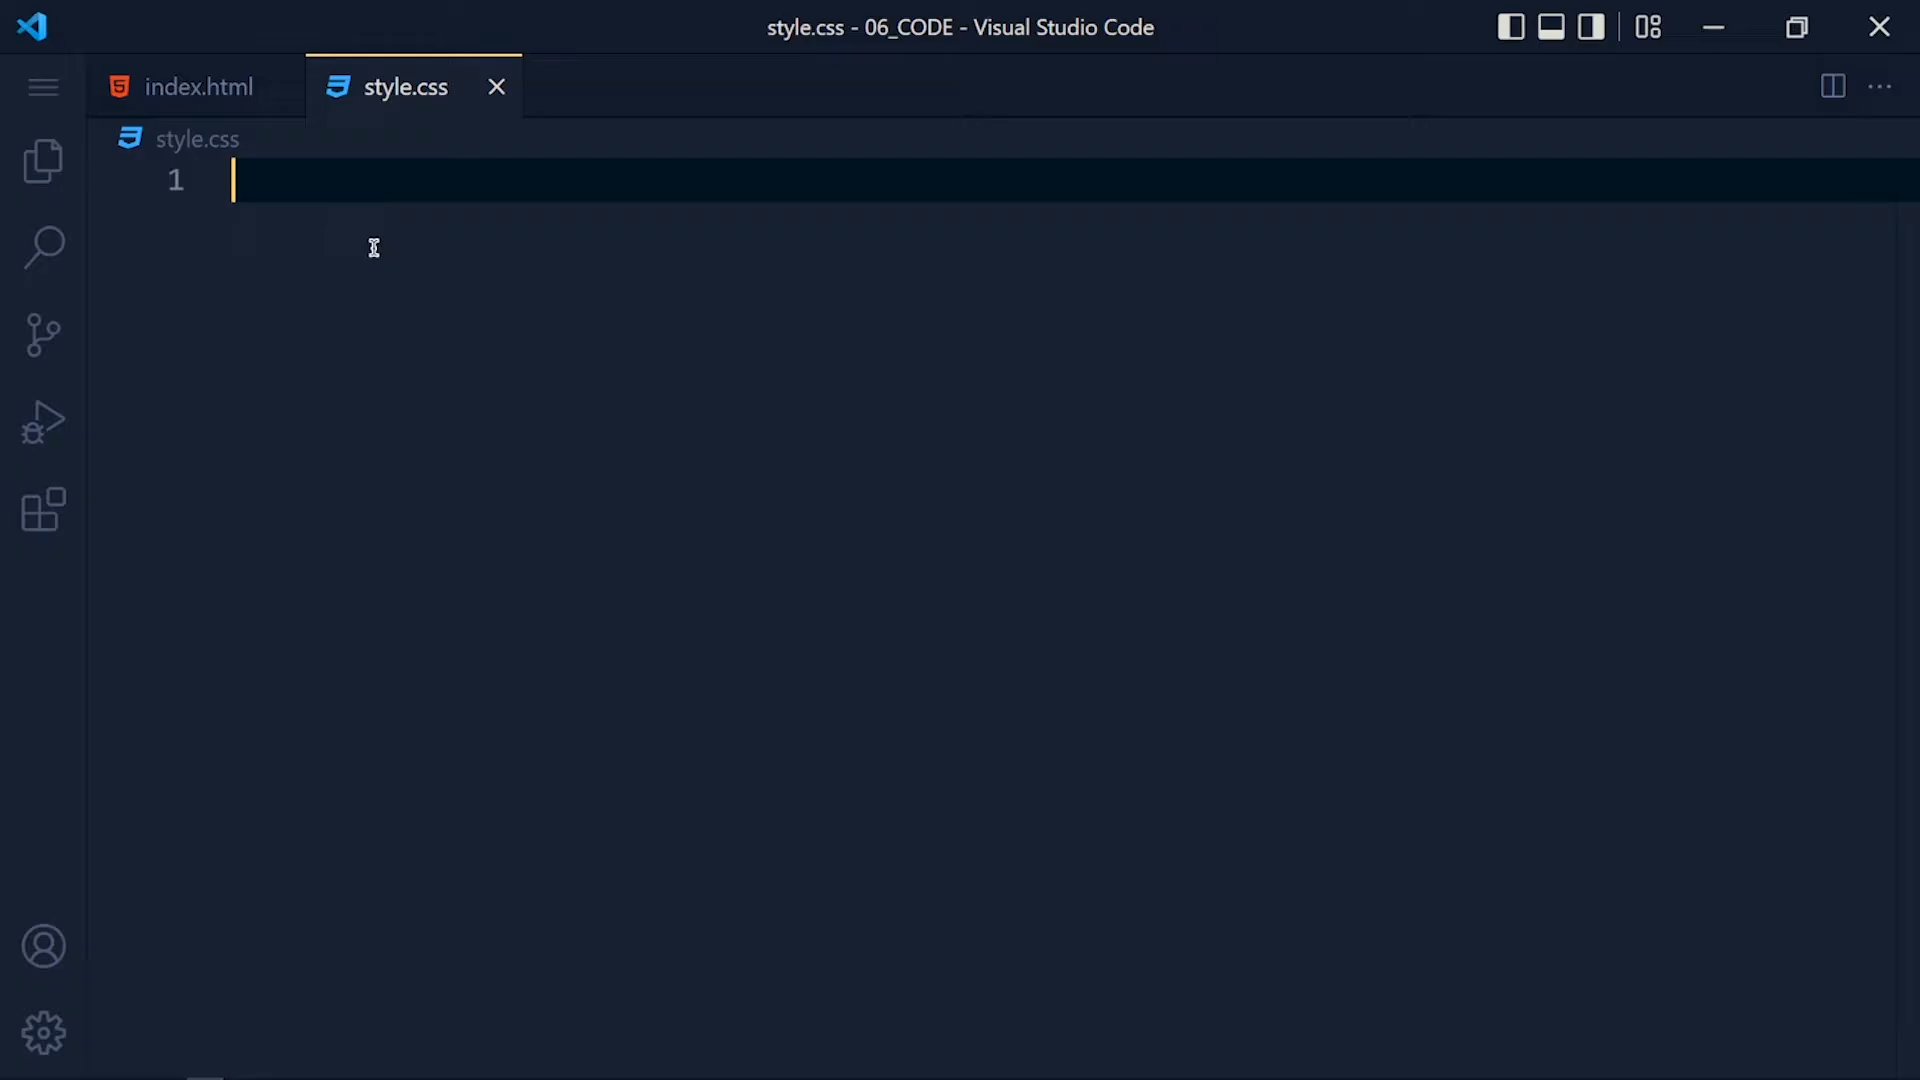 style.css - 06_CODE - Visual Studio Code
index.html
style.css
style.css
1